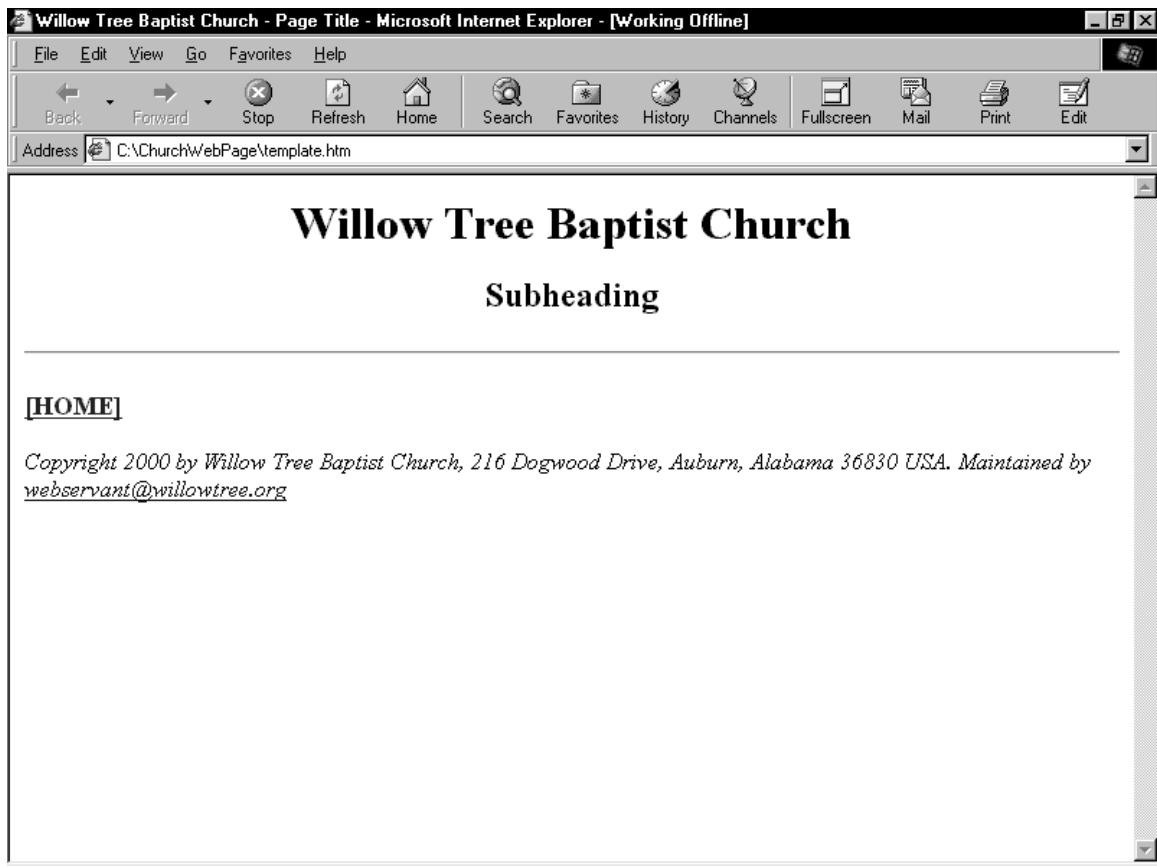 Willow Tree Baptist Church - Page Title - Microsoft Internet Explorer - [Working Offline]
File Edit View Go Favorites Help
Back Forward Stop Refresh Home Search Favorites History Channels Fullscreen Mail Print Edit
Address C:\ChurchWebPage\template.htm
Willow Tree Baptist Church
Subheading
[HOME]
Copyright 2000 by Willow Tree Baptist Church, 216 Dogwood Drive, Auburn, Alabama 36830 USA. Maintained by
webservant@willowtree.org